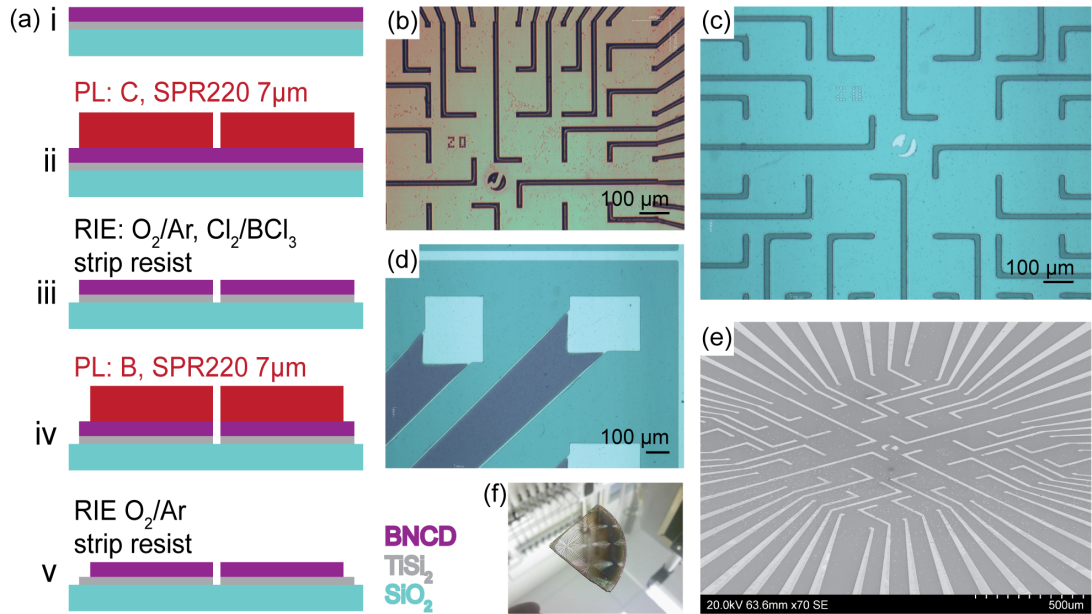 (a)
i
PL: C, SPR220 7µm
ii
RIE: O₂/Ar, Cl₂/BCl₃
strip resist
iii
PL: B, SPR220 7µm
iv
RIE O₂/Ar
strip resist
v
BNCD
TiSi₂
SiO₂
(b)
20
100 µm
(c)
20
100 µm
(d)
100 µm
(e)
20.0kV 63.6mm x70 SE
500um
(f)